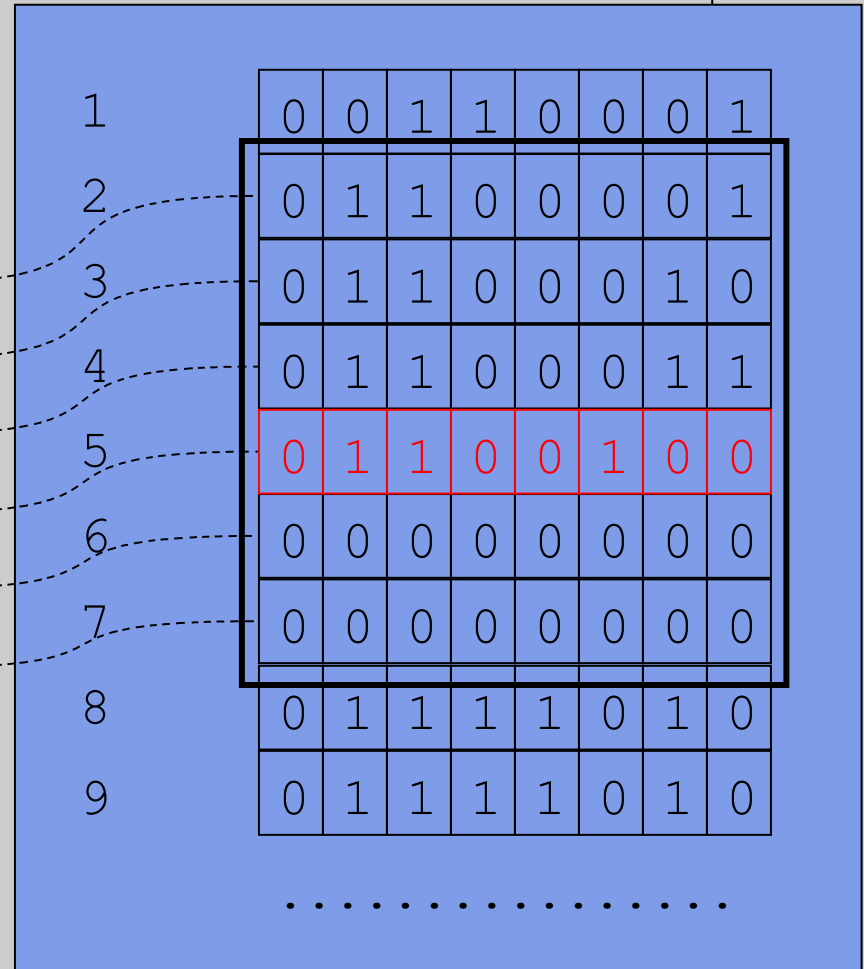 1 0 0 1 1 0 0 0 1
2 0 1 1 0 0 0 0 1
3 0 1 1 0 0 0 1 0
4 0 1 1 0 0 0 1 1
5 0 1 1 0 0 1 0 0
6 0 0 0 0 0 0 0 0
7 0 0 0 0 0 0 0 0
8 0 1 1 1 1 0 1 0
9 0 1 1 1 1 0 1 0
................